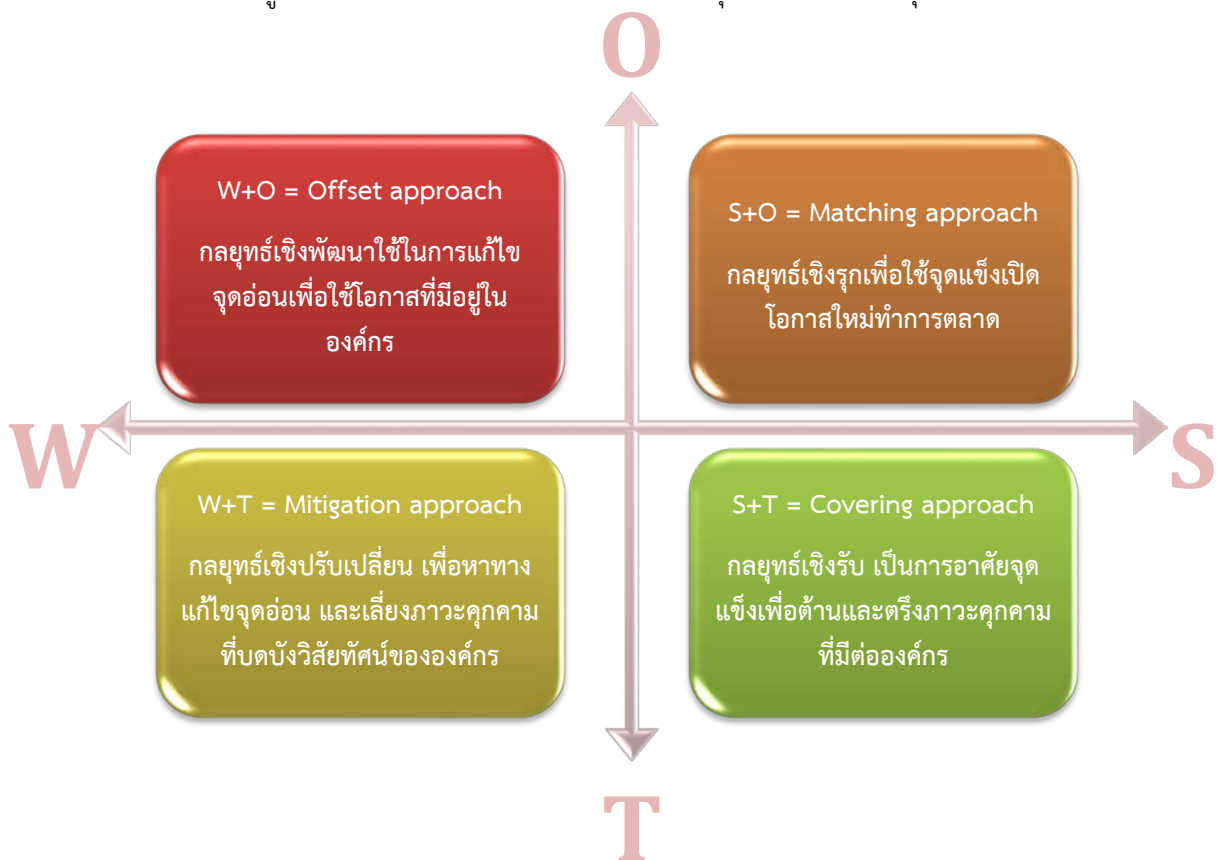 O
W+O = Offset approach
กลยุทธ์เชิงพัฒนาใช้ในการแก้ไข
จุดอ่อนเพื่อใช้โอกาสที่มีอยู่ใน
องค์กร
S+O = Matching approach
กลยุทธ์เชิงรุกเพื่อใช้จุดแข็งเปิด
โอกาสใหม่ทำการตลาด
W
S
W+T = Mitigation approach
กลยุทธ์เชิงปรับเปลี่ยน เพื่อหาทาง
แก้ไขจุดอ่อน และเลี่ยงภาวะคุกคาม
ที่บดบังวิสัยทัศน์ขององค์กร
S+T = Covering approach
กลยุทธ์เชิงรับ เป็นการอาศัยจุด
แข็งเพื่อต้านและตรึงภาวะคุกคาม
ที่มีต่อองค์กร
T